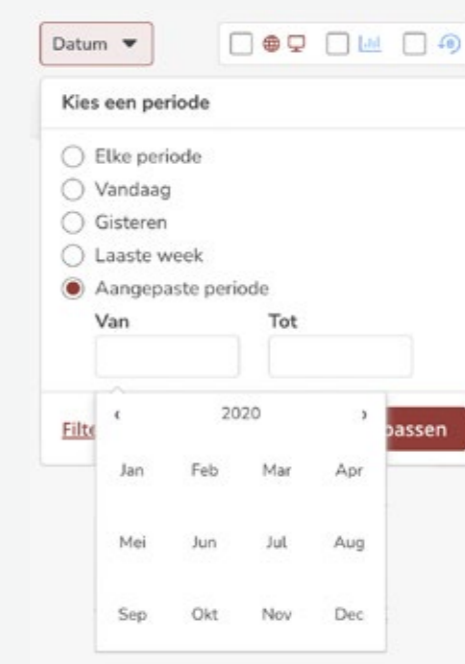 Datum
Kies een periode
Elke periode
Vandaag
Gisteren
Laaste week
Aangepaste periode
Van Tot
‹ 2020 ›
Jan Feb Mar Apr
Mei Jun Jul Aug
Sep Okt Nov Dec